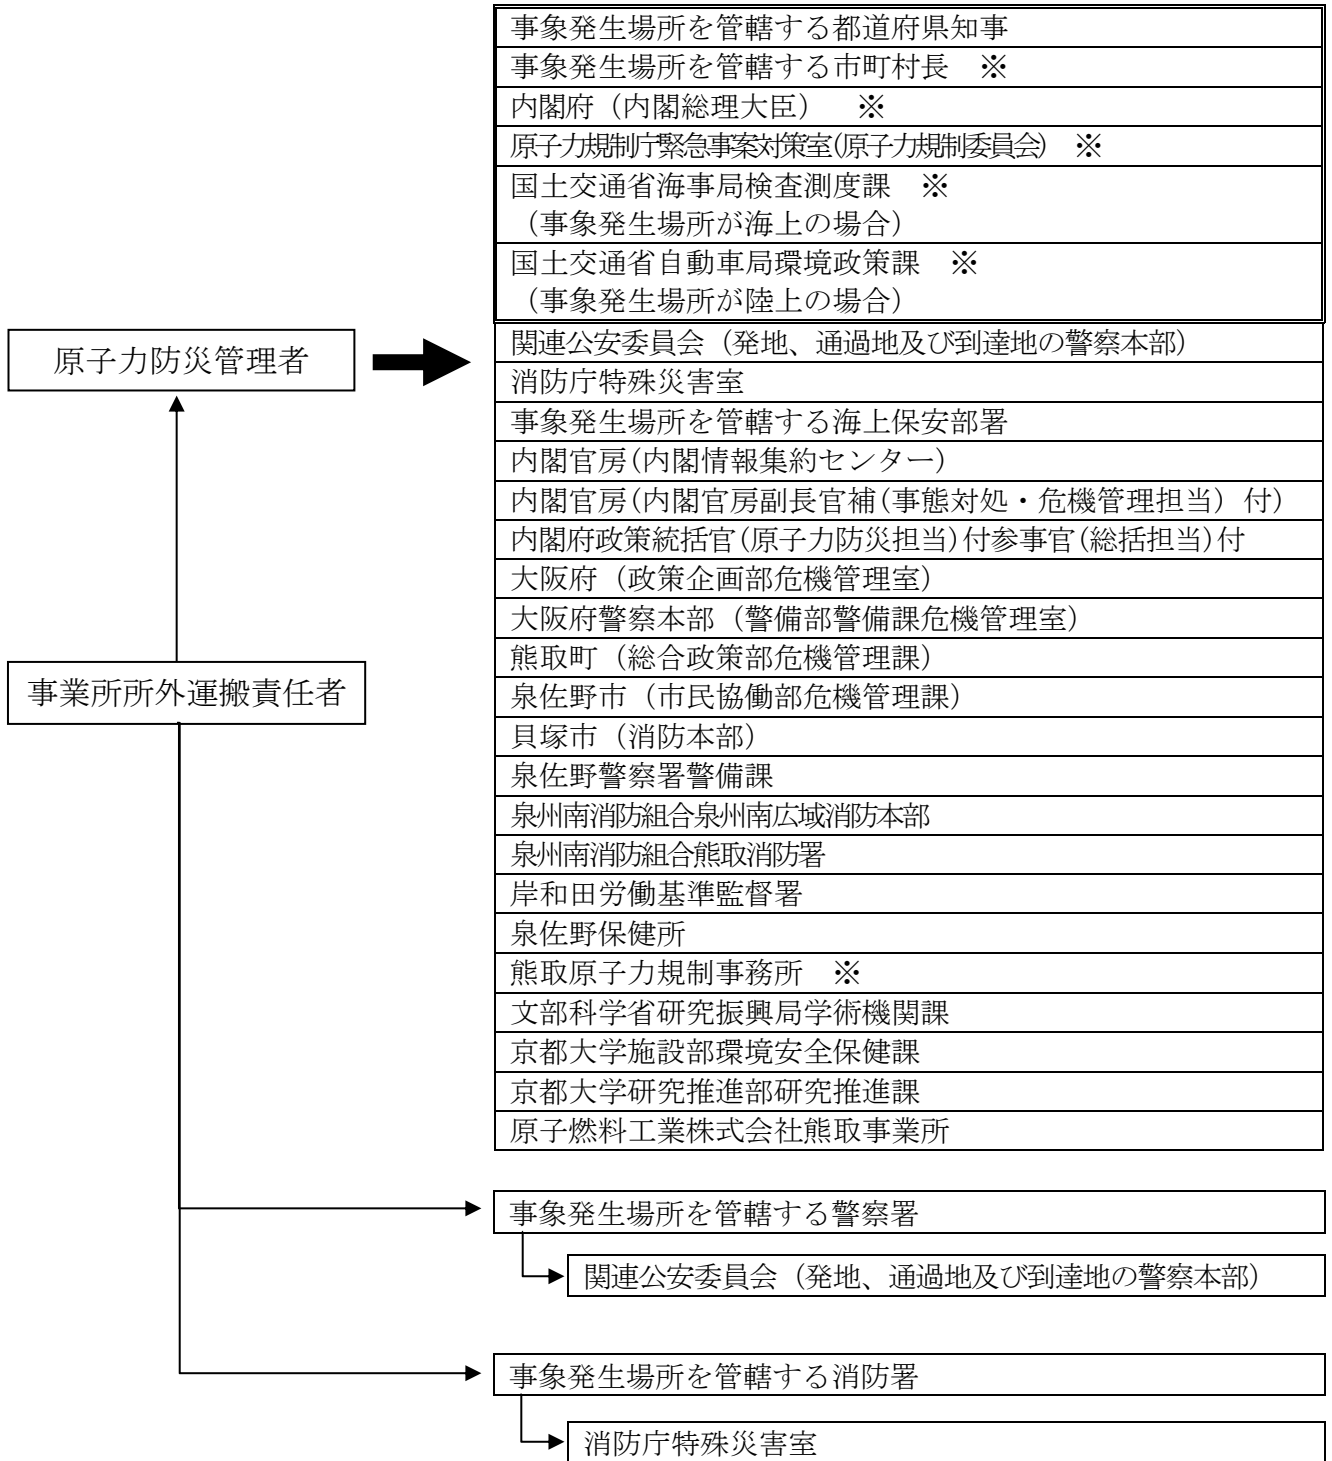 事象発生場所を管轄する都道府県知事
事象発生場所を管轄する市町村長　※
内閣府（内閣総理大臣）　※
原子力規制庁緊急事案対策室(原子力規制委員会)　※
国土交通省海事局検査測度課　※
（事象発生場所が海上の場合）
国土交通省自動車局環境政策課　※
（事象発生場所が陸上の場合）
原子力防災管理者
関連公安委員会（発地、通過地及び到達地の警察本部）
消防庁特殊災害室
事象発生場所を管轄する海上保安部署
内閣官房(内閣情報集約センター)
内閣官房(内閣官房副長官補(事態対処・危機管理担当）付）
内閣府政策統括官(原子力防災担当)付参事官(総括担当)付
大阪府（政策企画部危機管理室）
大阪府警察本部（警備部警備課危機管理室）
熊取町（総合政策部危機管理課）
事業所所外運搬責任者
泉佐野市（市民協働部危機管理課）
貝塚市（消防本部）
泉佐野警察署警備課
泉州南消防組合泉州南広域消防本部
泉州南消防組合熊取消防署
岸和田労働基準監督署
泉佐野保健所
熊取原子力規制事務所　※
文部科学省研究振興局学術機関課
京都大学施設部環境安全保健課
京都大学研究推進部研究推進課
原子燃料工業株式会社熊取事業所
事象発生場所を管轄する警察署
関連公安委員会（発地、通過地及び到達地の警察本部）
事象発生場所を管轄する消防署
消防庁特殊災害室